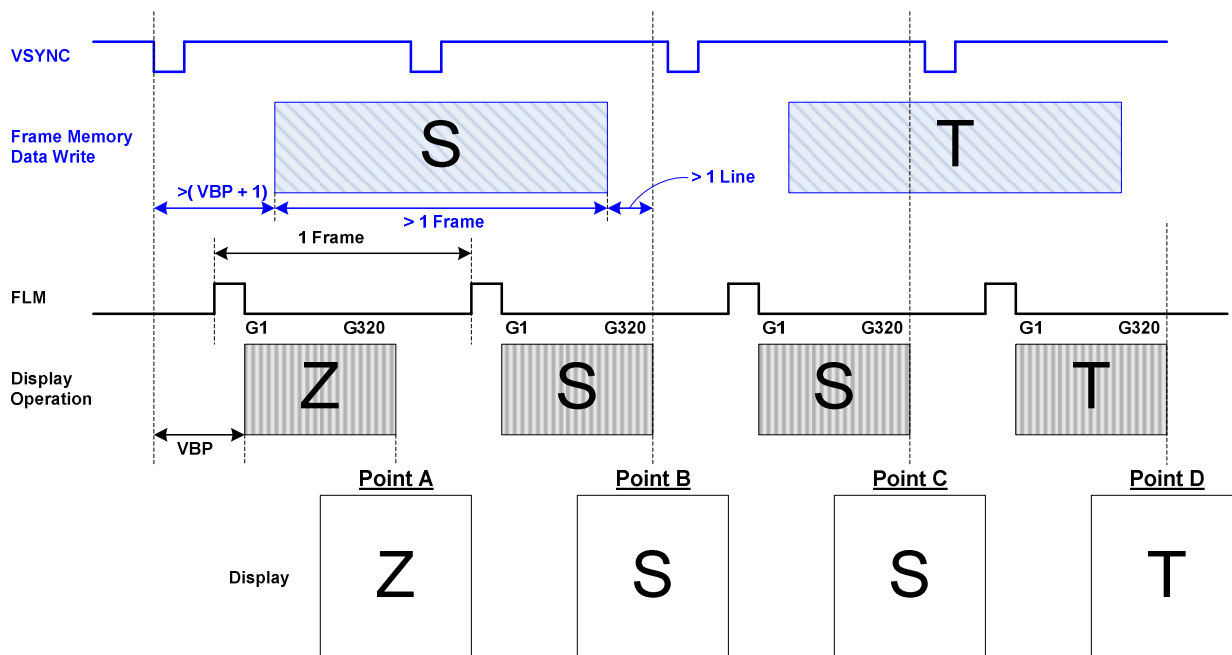 VSYNC
Frame Memory
Data Write
S
T
>( VBP + 1)
> 1 Frame
> 1 Line
1 Frame
FLM
G1 G320 G1 G320 G1 G320 G1 G320
Display
Operation
Z S S T
VBP
Point A Point B Point C Point D
Display
Z S S T